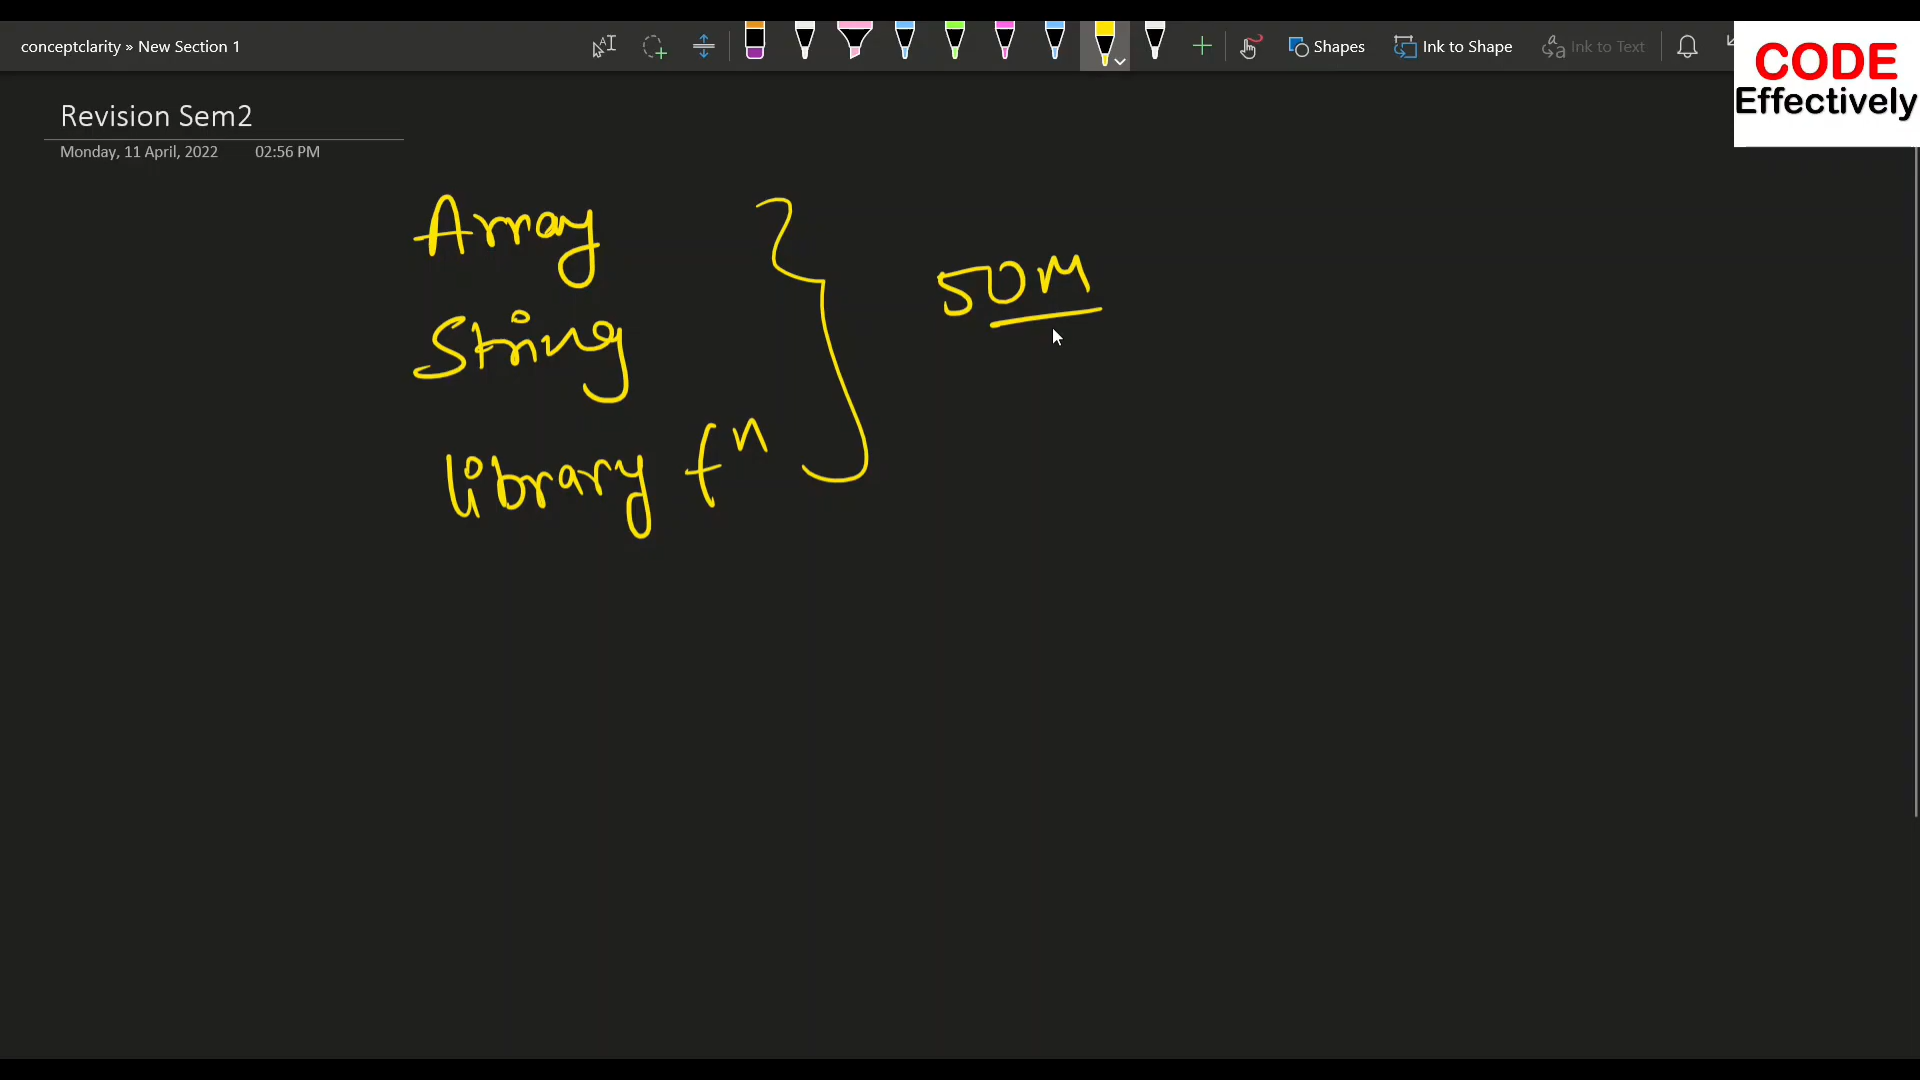 conceptclarity » New Section 1
Shapes
Ink to Shape
Ink to Text
CODE
Effectively
Revision Sem2
Monday, 11 April, 2022 02:56 PM
Array
String
library fⁿ
50M